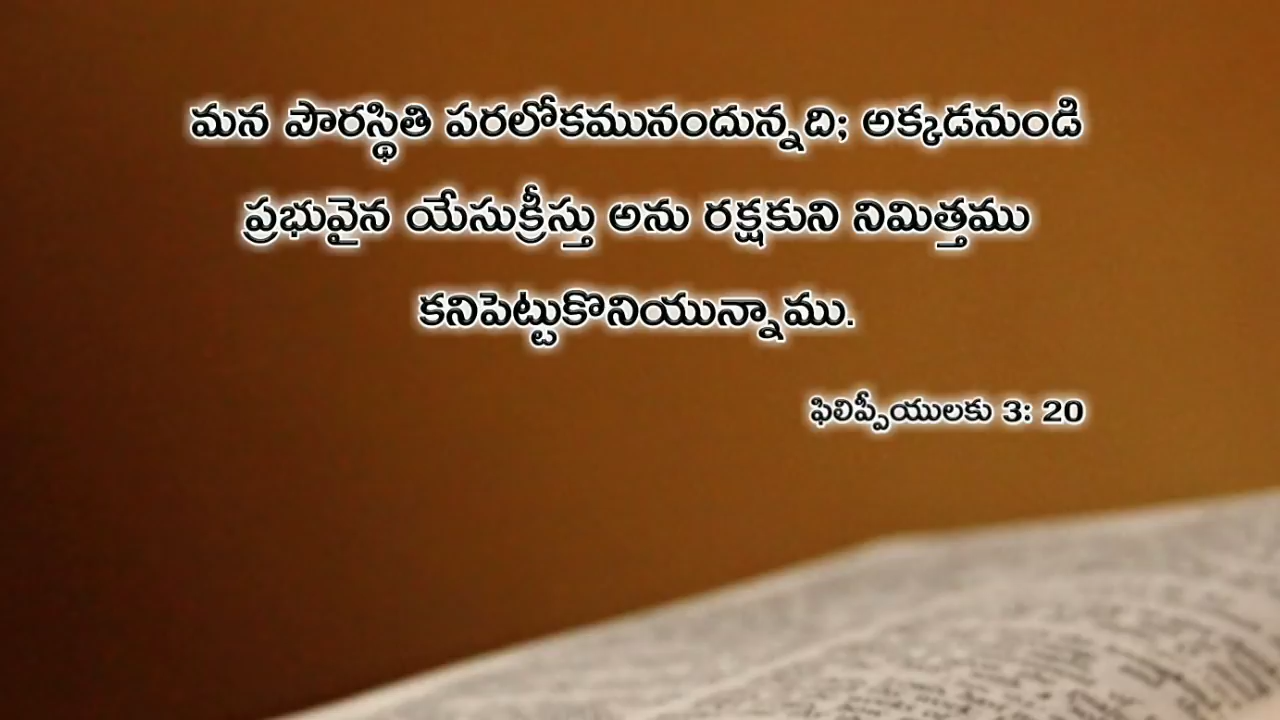 మన పౌరస్థితి పరలోకమునందున్నది; అక్కడనుండి
ప్రభువైన యేసుక్రీస్తు అను రక్షకుని నిమిత్తము
కనిపెట్టుకొనియున్నాము.
ఫిలిప్పీయులకు 3: 20